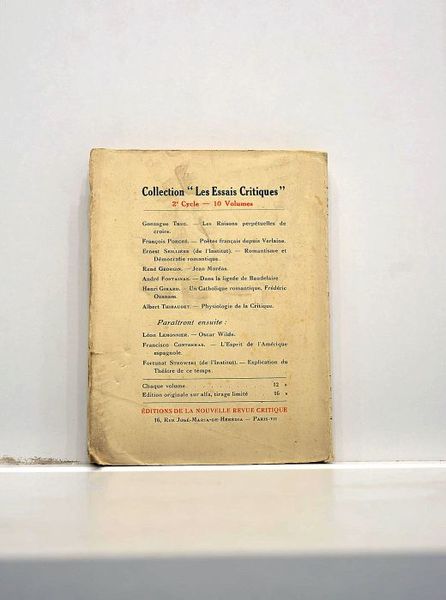 Collection “ Les Essais Critiques ”
2e Cycle — 10 Volumes
Gonzague Truc. — Les Raisons perpétuelles de
croire.
François Porché. — Poètes français depuis Verlaine.
Ernest Seillière (de l'Institut). — Romantisme et
Démocratie romantique.
René Georgin. — Jean Moréas.
André Fontainas. — Dans la lignée de Baudelaire
Henri Girard. — Un Catholique romantique, Frédéric
Ozanam.
Albert Thibaudet. — Physiologie de la Critique.
Paraîtront ensuite :
Léon Lemonnier. — Oscar Wilde.
Francisco Contreras. — L'Esprit de l'Amérique
espagnole.
Fortunat Strowski (de l'Institut). — Explication du
Théâtre de ce temps.
Chaque volume 12 »
Edition originale sur alfa, tirage limité 16 »
ÉDITIONS DE LA NOUVELLE REVUE CRITIQUE
16, Rue José-Maria-de-Heredia — Paris-VII